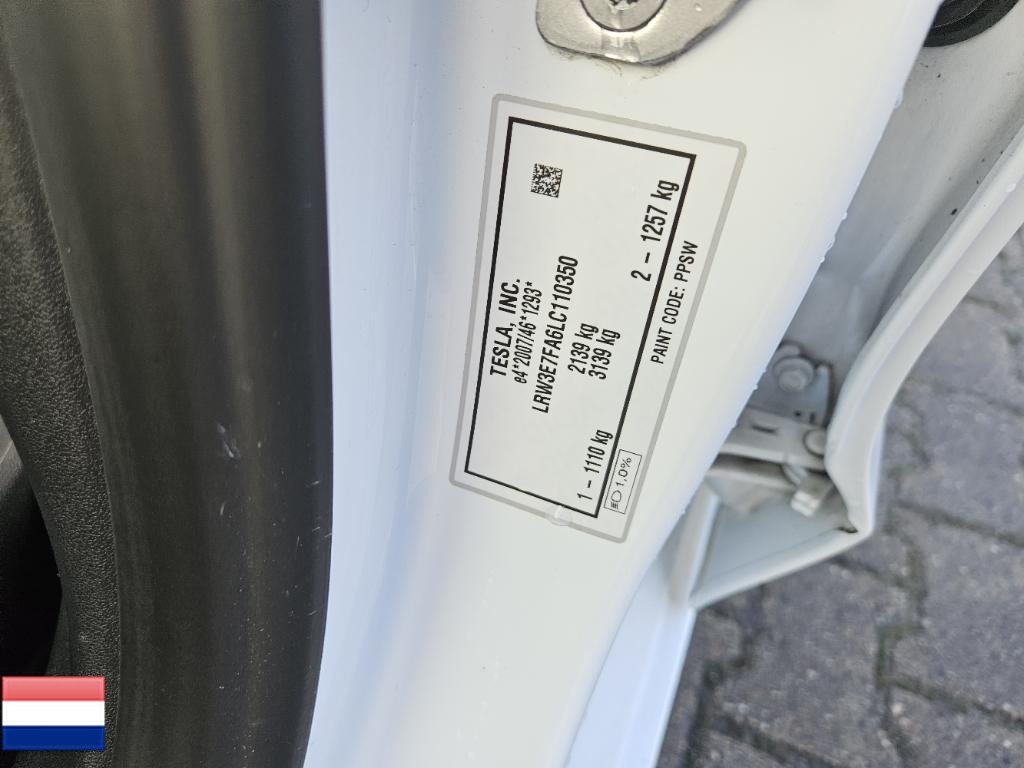 TESLA, INC.
e4*2007/46*1293*
LRW3E7FA6LC110350
2139 kg
3139 kg
1 – 1110 kg 2 – 1257 kg
1.0% PAINT CODE: PPSW